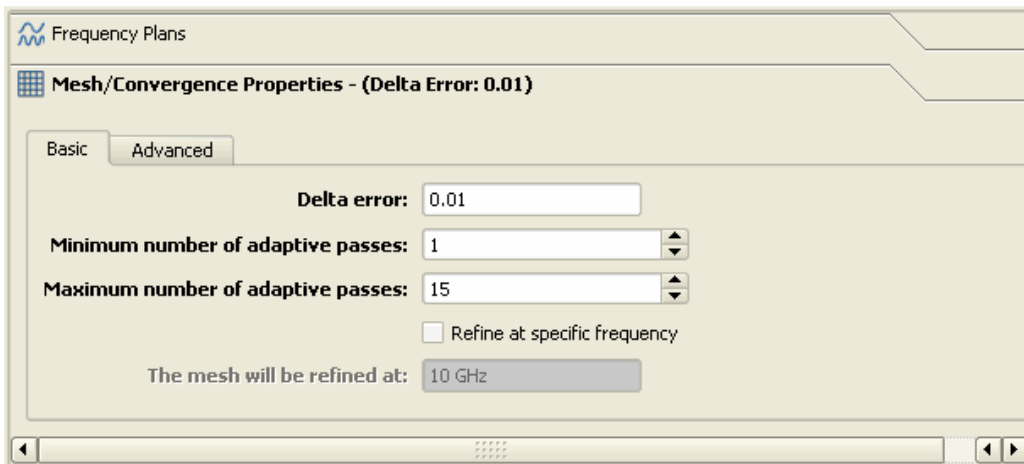 Frequency Plans
Mesh/Convergence Properties - (Delta Error: 0.01)
Basic Advanced
Delta error: 0.01
Minimum number of adaptive passes: 1
Maximum number of adaptive passes: 15
Refine at specific frequency
The mesh will be refined at: 10 GHz